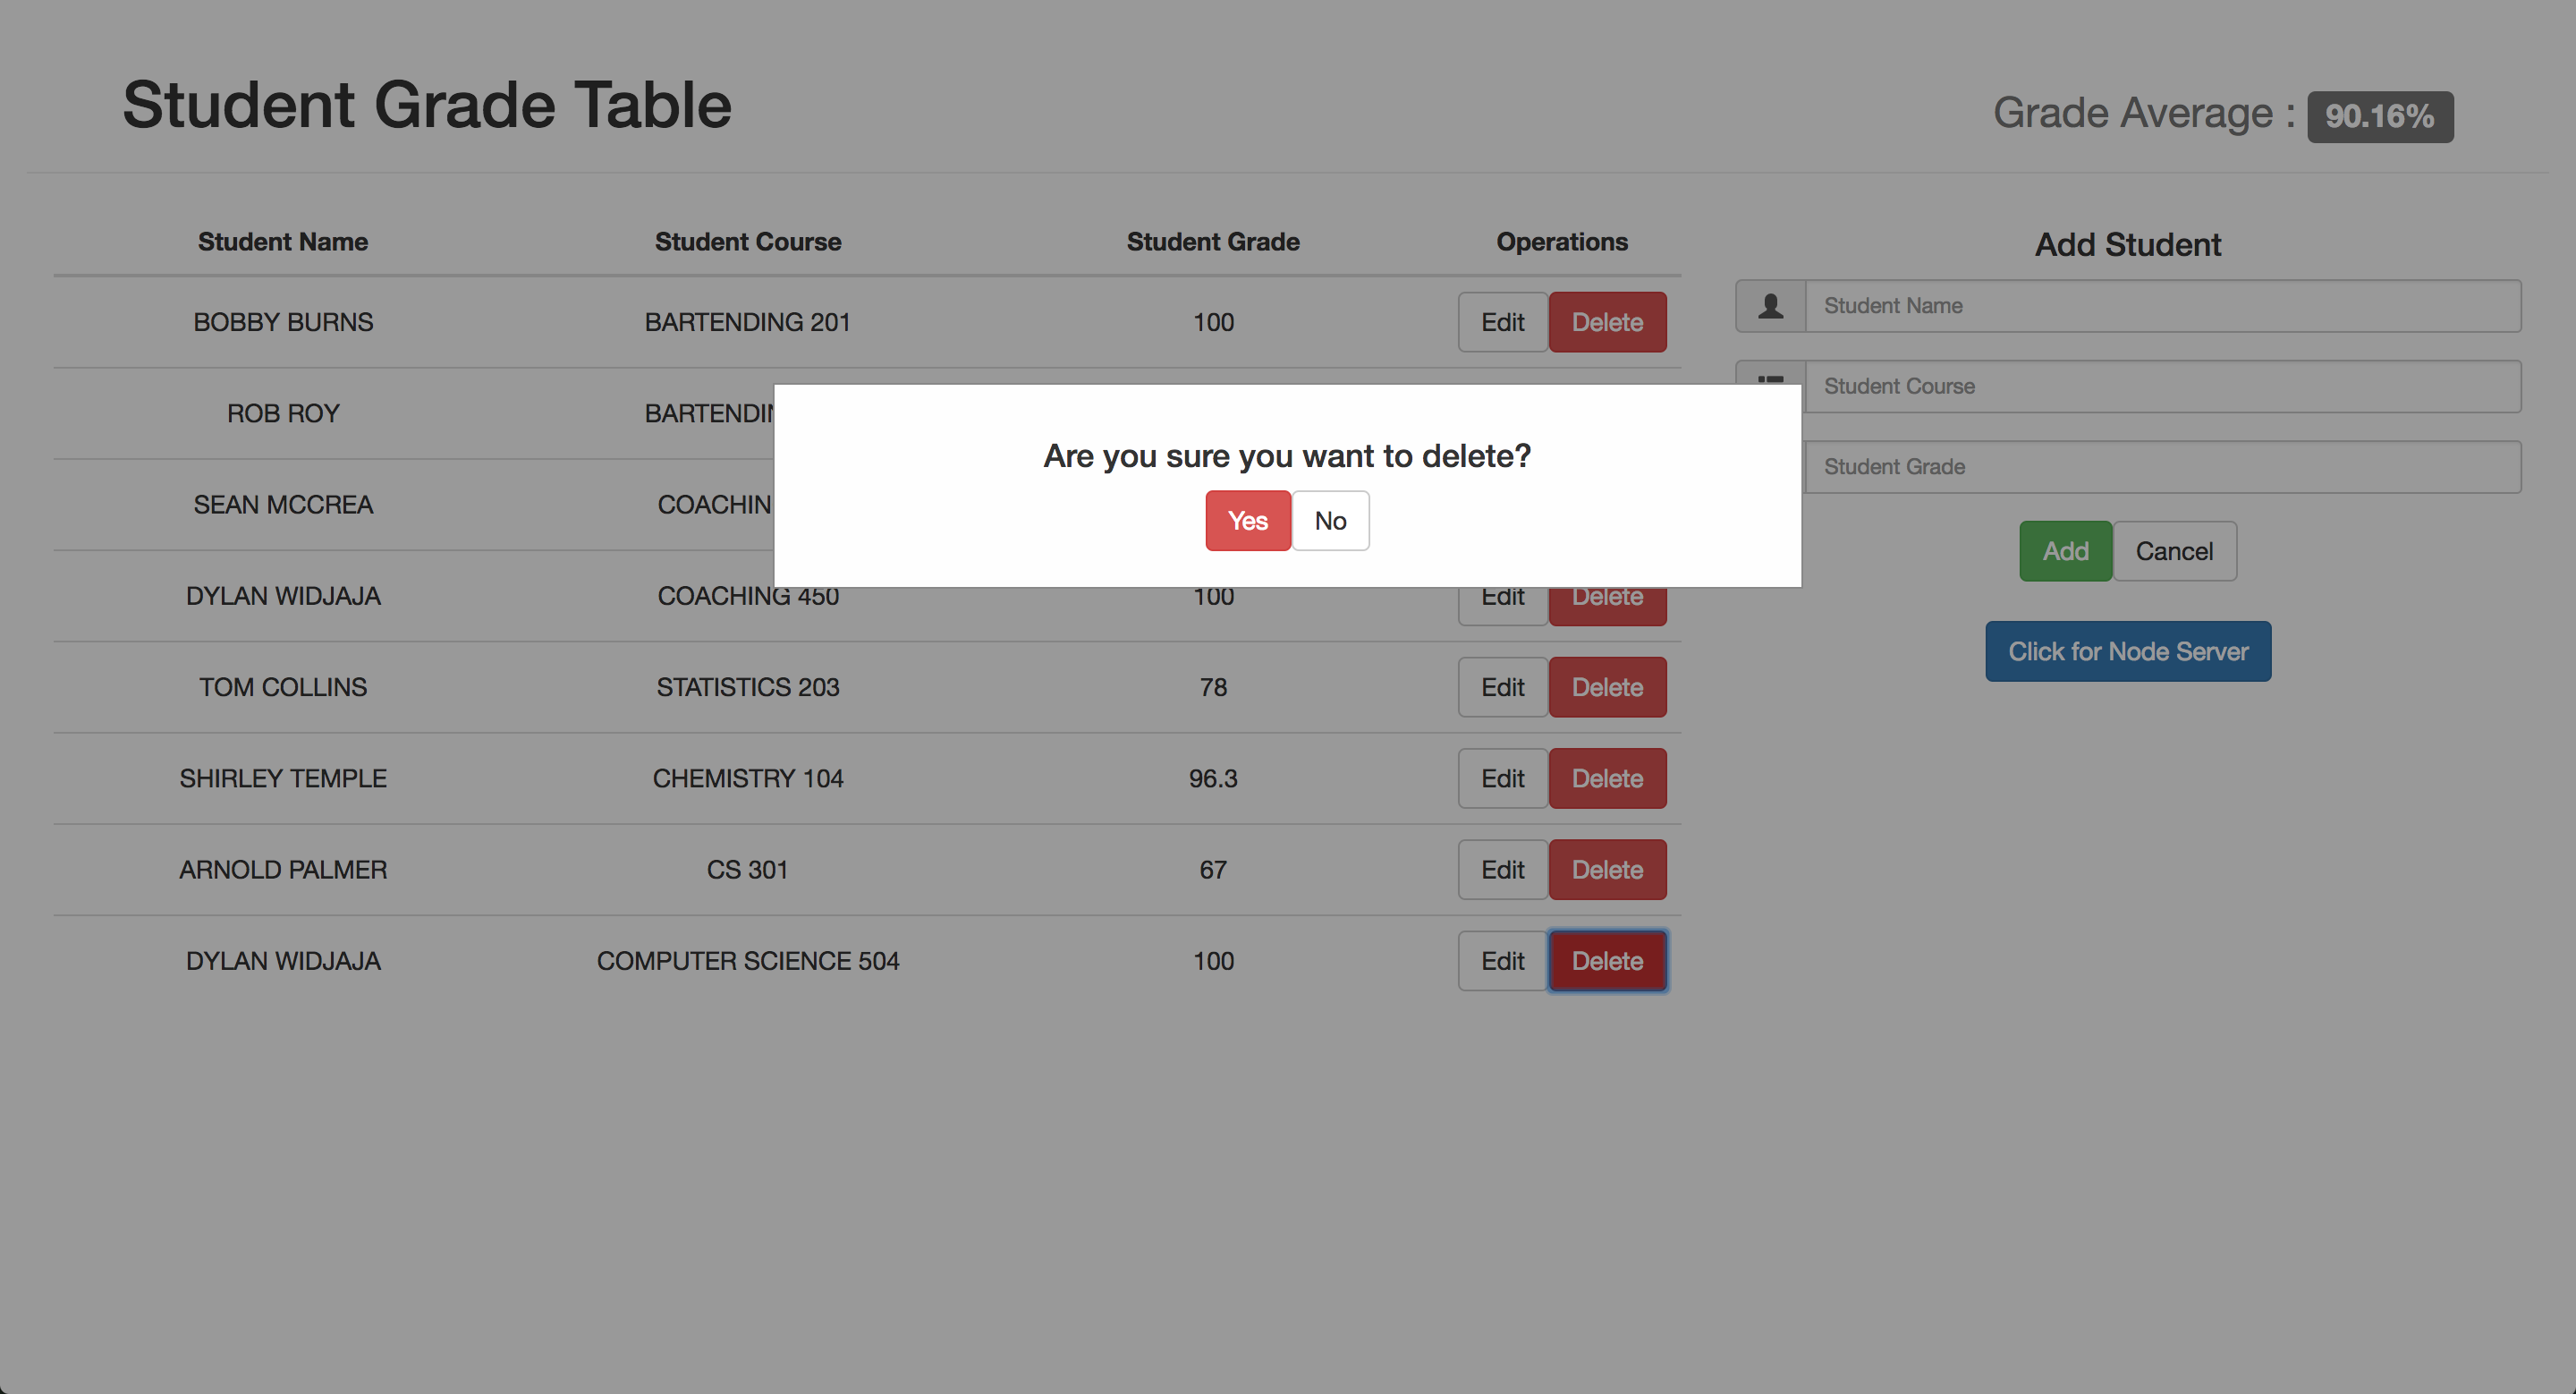 Student Grade Table
Grade Average : 90.16%
Student Name Student Course Student Grade Operations
BOBBY BURNS BARTENDING 201 100 Edit Delete
ROB ROY
SEAN MCCREA
DYLAN WIDJAJA COACHING 450 100 Edit Delete
TOM COLLINS STATISTICS 203 78 Edit Delete
SHIRLEY TEMPLE CHEMISTRY 104 96.3 Edit Delete
ARNOLD PALMER CS 301 67 Edit Delete
DYLAN WIDJAJA COMPUTER SCIENCE 504 100 Edit Delete
Are you sure you want to delete?
Yes No
Add Student
Student Name
Student Course
Student Grade
Add Cancel
Click for Node Server